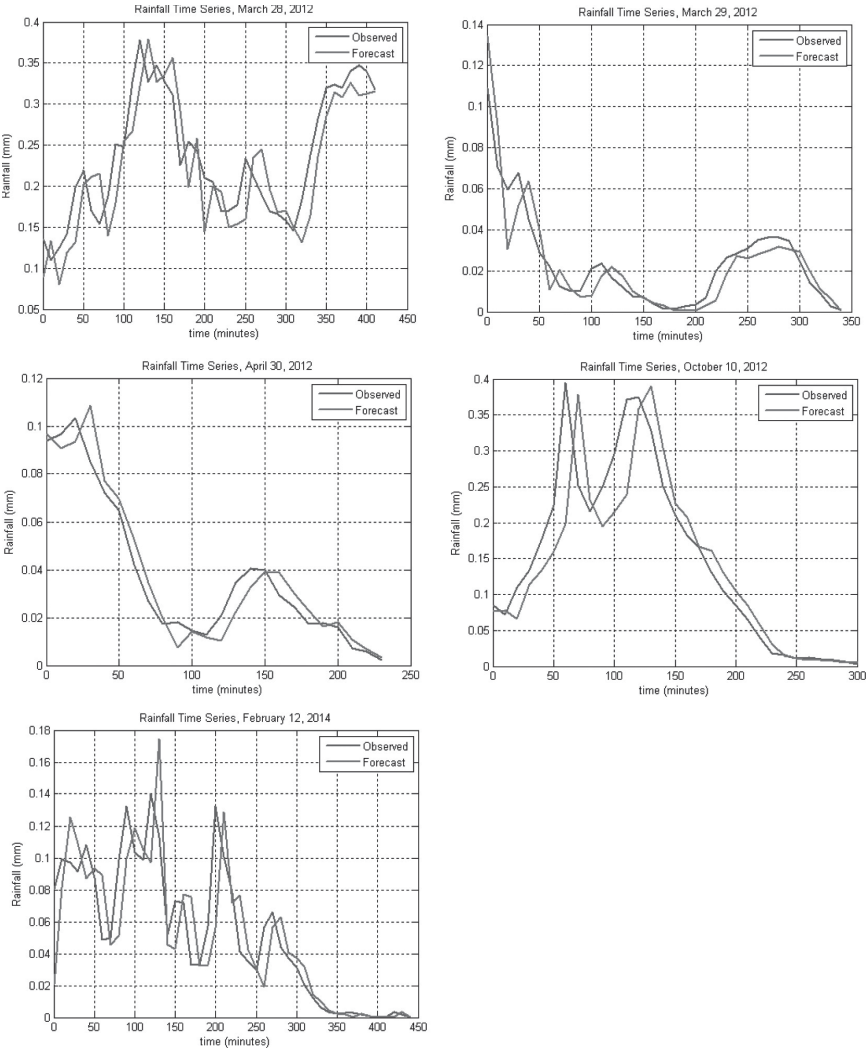 Rainfall Time Series, March 28, 2012
0.4
0.35
0.3
0.25
0.2
0.15
0.1
0.05
Rainfall (mm)
0 50 100 150 200 250 300 350 400 450
time (minutes)
Observed
Forecast
Rainfall Time Series, March 29, 2012
0.14
0.12
0.1
0.08
0.06
0.04
0.02
0
Rainfall (mm)
0 50 100 150 200 250 300 350
time (minutes)
Observed
Forecast
Rainfall Time Series, April 30, 2012
0.12
0.1
0.08
0.06
0.04
0.02
0
Rainfall (mm)
0 50 100 150 200 250
time (minutes)
Observed
Forecast
Rainfall Time Series, October 10, 2012
0.4
0.35
0.3
0.25
0.2
0.15
0.1
0.05
0
Rainfall (mm)
0 50 100 150 200 250 300
time (minutes)
Observed
Forecast
Rainfall Time Series, February 12, 2014
0.18
0.16
0.14
0.12
0.1
0.08
0.06
0.04
0.02
0
Rainfall (mm)
0 50 100 150 200 250 300 350 400 450
time (minutes)
Observed
Forecast